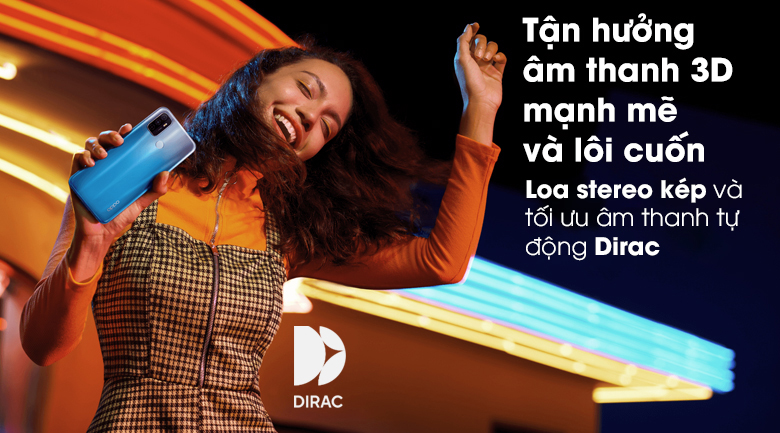 Tận hưởng
âm thanh 3D
mạnh mẽ
và lôi cuốn
Loa stereo kép và
tối ưu âm thanh tự
động Dirac
oppo
DIRAC